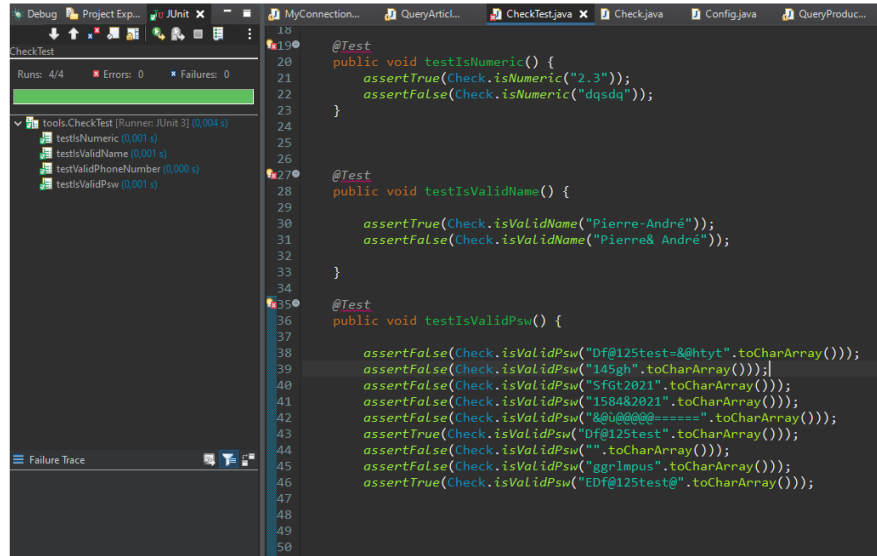 Debug
Project Exp...
JUnit
CheckTest
Runs: 4/4
Errors: 0
Failures: 0
tools.CheckTest [Runner: JUnit 3] (0,004 s)
testIsNumeric (0,001 s)
testIsValidName (0,001 s)
testValidPhoneNumber (0,000 s)
testIsValidPsw (0,001 s)
Failure Trace
MyConnection...
QueryArticl...
CheckTest.java
Check.java
Config.java
QueryProduc...
18
19 @Test
20 public void testIsNumeric() {
21 assertTrue(Check.isNumeric("2.3"));
22 assertFalse(Check.isNumeric("dqsdq"));
23 }
24
25
26
27 @Test
28 public void testIsValidName() {
29
30 assertTrue(Check.isValidName("Pierre-André"));
31 assertFalse(Check.isValidName("Pierre& André"));
32
33 }
34
35 @Test
36 public void testIsValidPsw() {
37
38 assertFalse(Check.isValidPsw("Df@125test=&@htyt".toCharArray()));
39 assertFalse(Check.isValidPsw("145gh".toCharArray()));
40 assertFalse(Check.isValidPsw("SfGt2021".toCharArray()));
41 assertFalse(Check.isValidPsw("1584&2021".toCharArray()));
42 assertFalse(Check.isValidPsw("&@ù@@@@======".toCharArray()));
43 assertTrue(Check.isValidPsw("Df@125test".toCharArray()));
44 assertFalse(Check.isValidPsw("".toCharArray()));
45 assertFalse(Check.isValidPsw("ggrlmpus".toCharArray()));
46 assertTrue(Check.isValidPsw("EDf@125test@".toCharArray()));
47
48
49
50